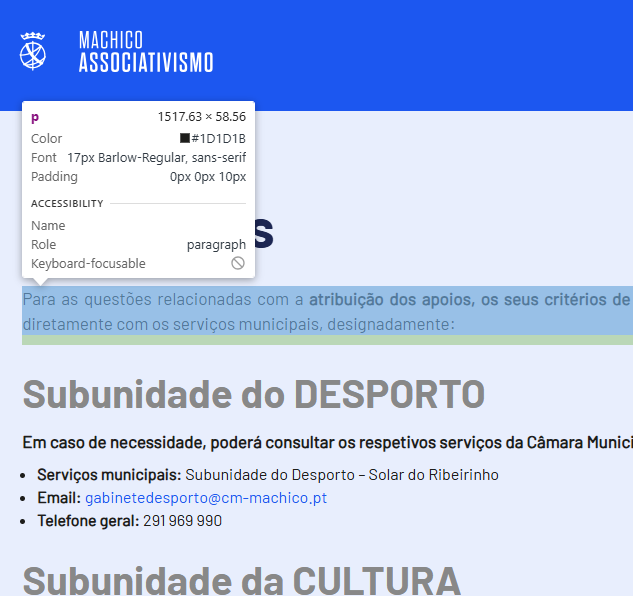 MACHICO
ASSOCIATIVISMO
p 1517.63 × 58.56
Color #1D1D1B
Font 17px Barlow-Regular, sans-serif
Padding 0px 0px 10px
ACCESSIBILITY
Name
Role paragraph
Keyboard-focusable
s
Para as questões relacionadas com a atribuição dos apoios, os seus critérios de
diretamente com os serviços municipais, designadamente:
Subunidade do DESPORTO
Em caso de necessidade, poderá consultar os respetivos serviços da Câmara Munici
• Serviços municipais: Subunidade do Desporto – Solar do Ribeirinho
• Email: gabinetedesporto@cm-machico.pt
• Telefone geral: 291 969 990
Subunidade da CULTURA